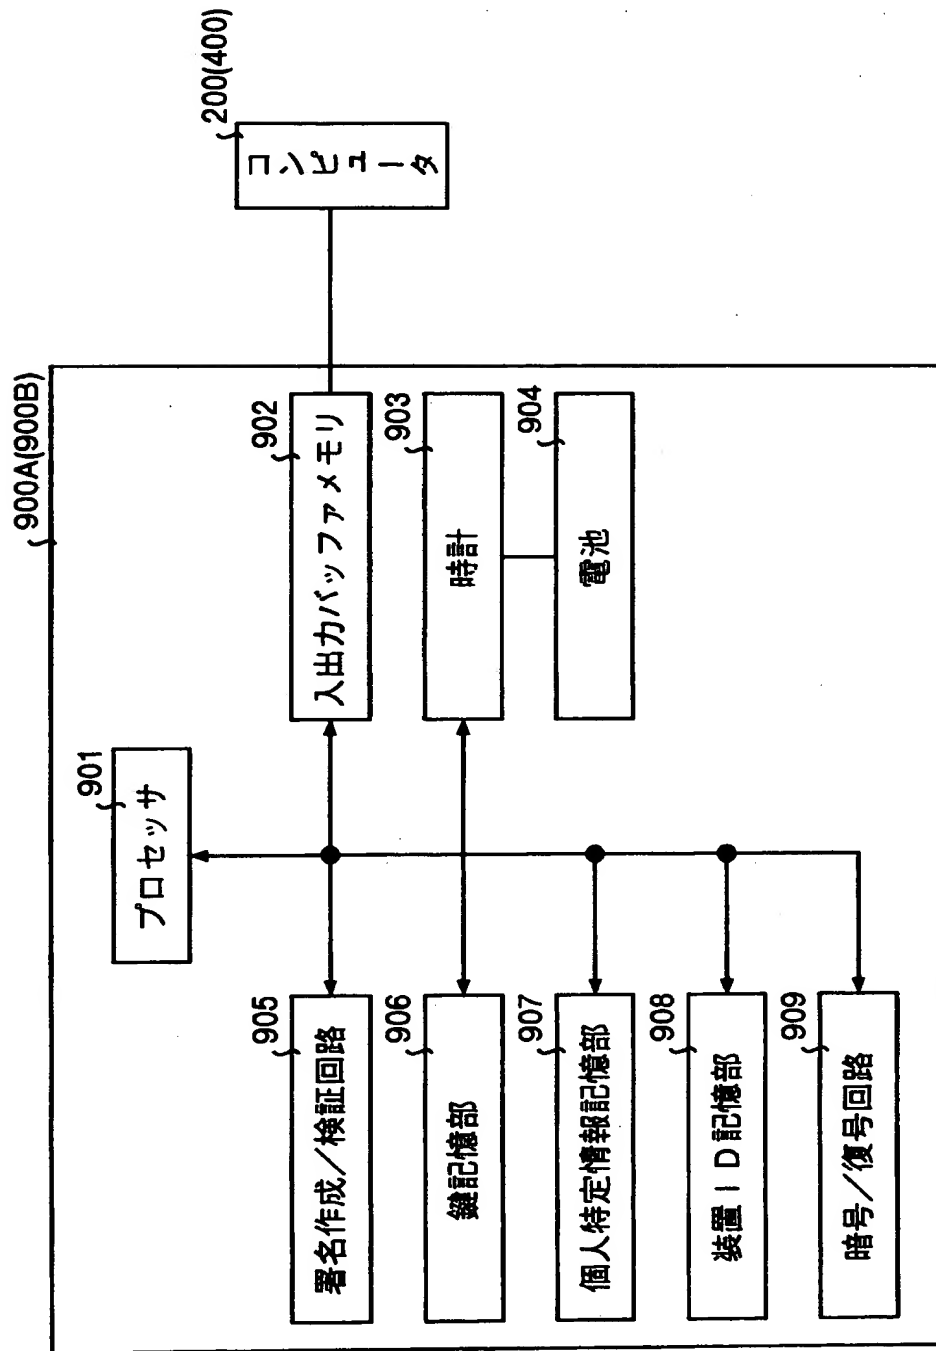 900A(900B)
901
プロセッサ
905
署名作成／検証回路
902
入出力バッファメモリ
200(400)
コンピュータ
906
鍵記憶部
903
時計
907
個人特定情報記憶部
904
電池
908
装置ＩＤ記憶部
909
暗号／復号回路